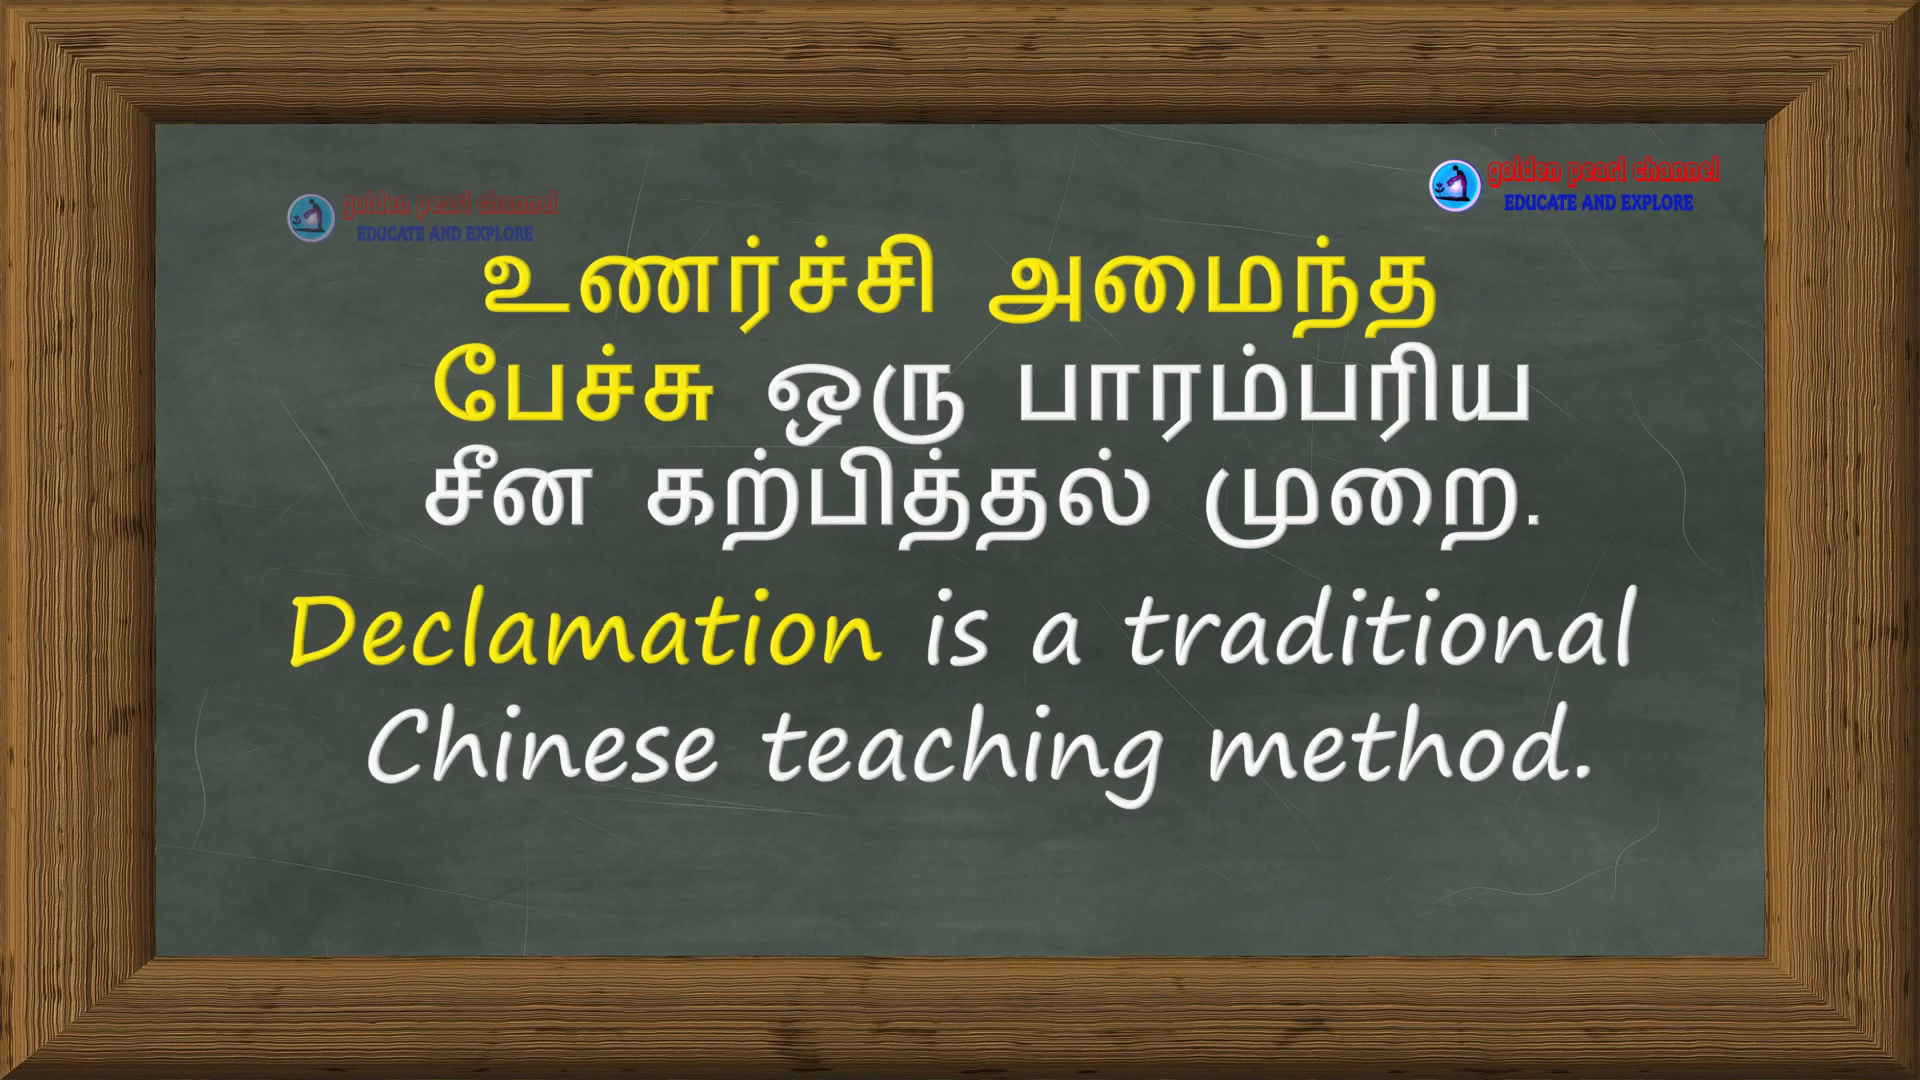 golden pearl channel
EDUCATE AND EXPLORE
golden pearl channel
EDUCATE AND EXPLORE
உணர்ச்சி அமைந்த
பேச்சு ஒரு பாரம்பரிய
சீன கற்பித்தல் முறை.
Declamation is a traditional
Chinese teaching method.